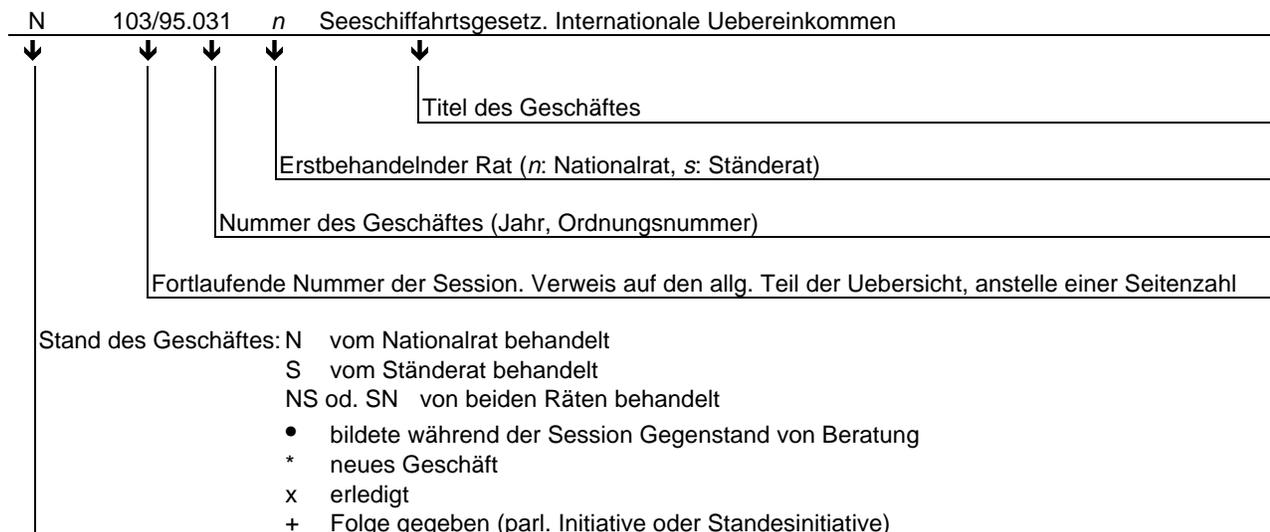 N 103/95.031 n Seeschiffahrtsgesetz. Internationale Uebereinkommen
Titel des Geschäftes
Erstbehandelnder Rat (n: Nationalrat, s: Ständerat)
Nummer des Geschäftes (Jahr, Ordnungsnummer)
Fortlaufende Nummer der Session. Verweis auf den allg. Teil der Uebersicht, anstelle einer Seitenzahl
Stand des Geschäftes: N vom Nationalrat behandelt
S vom Ständerat behandelt
NS od. SN von beiden Räten behandelt
• bildete während der Session Gegenstand von Beratung
* neues Geschäft
x erledigt
+ Folge gegeben (parl. Initiative oder Standesinitiative)